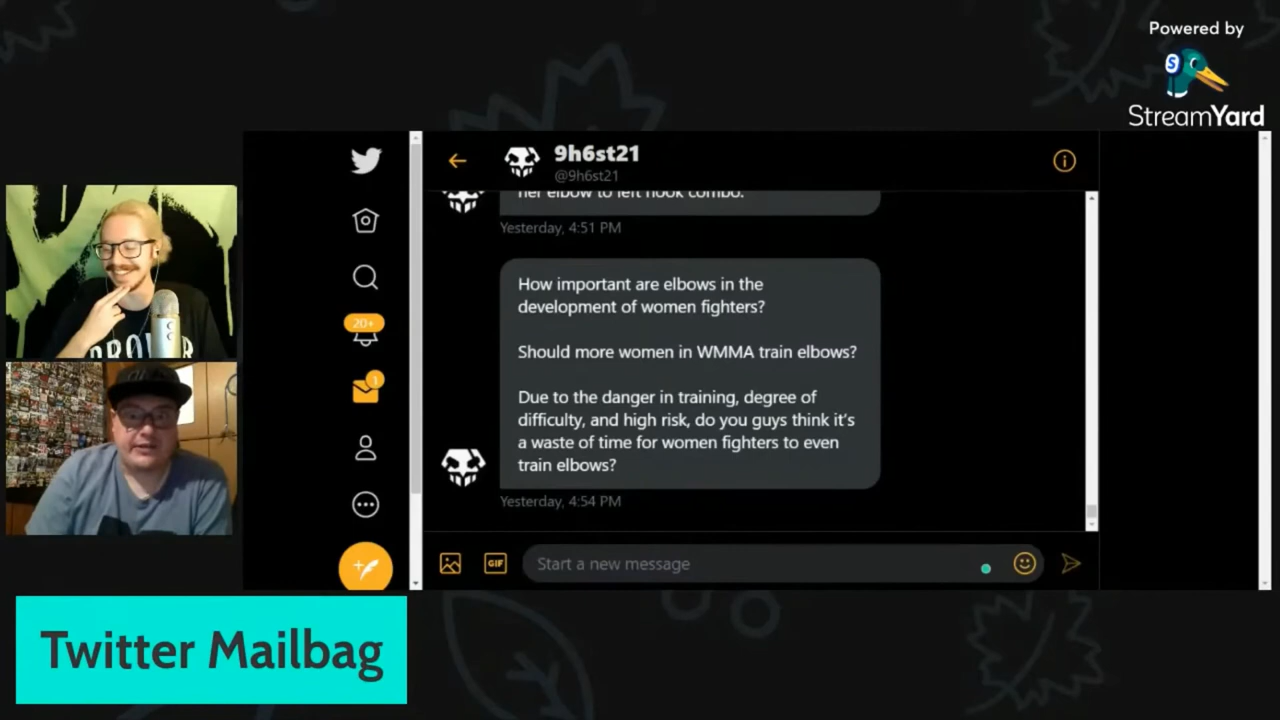 Powered by
StreamYard
9h6st21
@9h6st21
her elbow to left hook combo.
Yesterday, 4:51 PM
How important are elbows in the
development of women fighters?
Should more women in WMMA train elbows?
Due to the danger in training, degree of
difficulty, and high risk, do you guys think it's
a waste of time for women fighters to even
train elbows?
Yesterday, 4:54 PM
20+
1
GIF
Start a new message
Twitter Mailbag